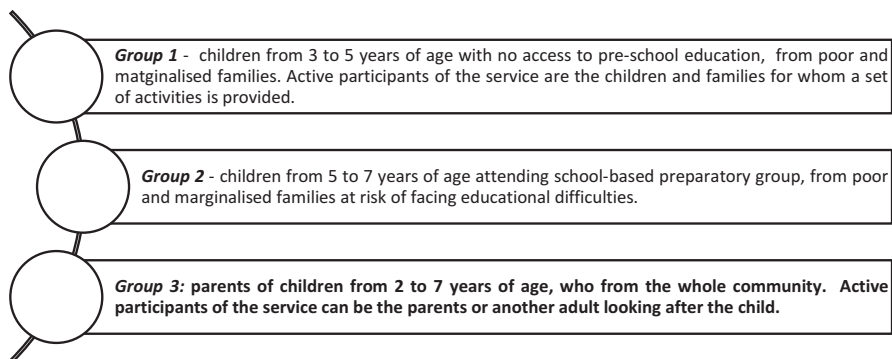 Group 1 - children from 3 to 5 years of age with no access to pre-school education, from poor and
matginalised families. Active participants of the service are the children and families for whom a set
of activities is provided.
Group 2 - children from 5 to 7 years of age attending school-based preparatory group, from poor
and marginalised families at risk of facing educational difficulties.
Group 3: parents of children from 2 to 7 years of age, who from the whole community. Active
participants of the service can be the parents or another adult looking after the child.